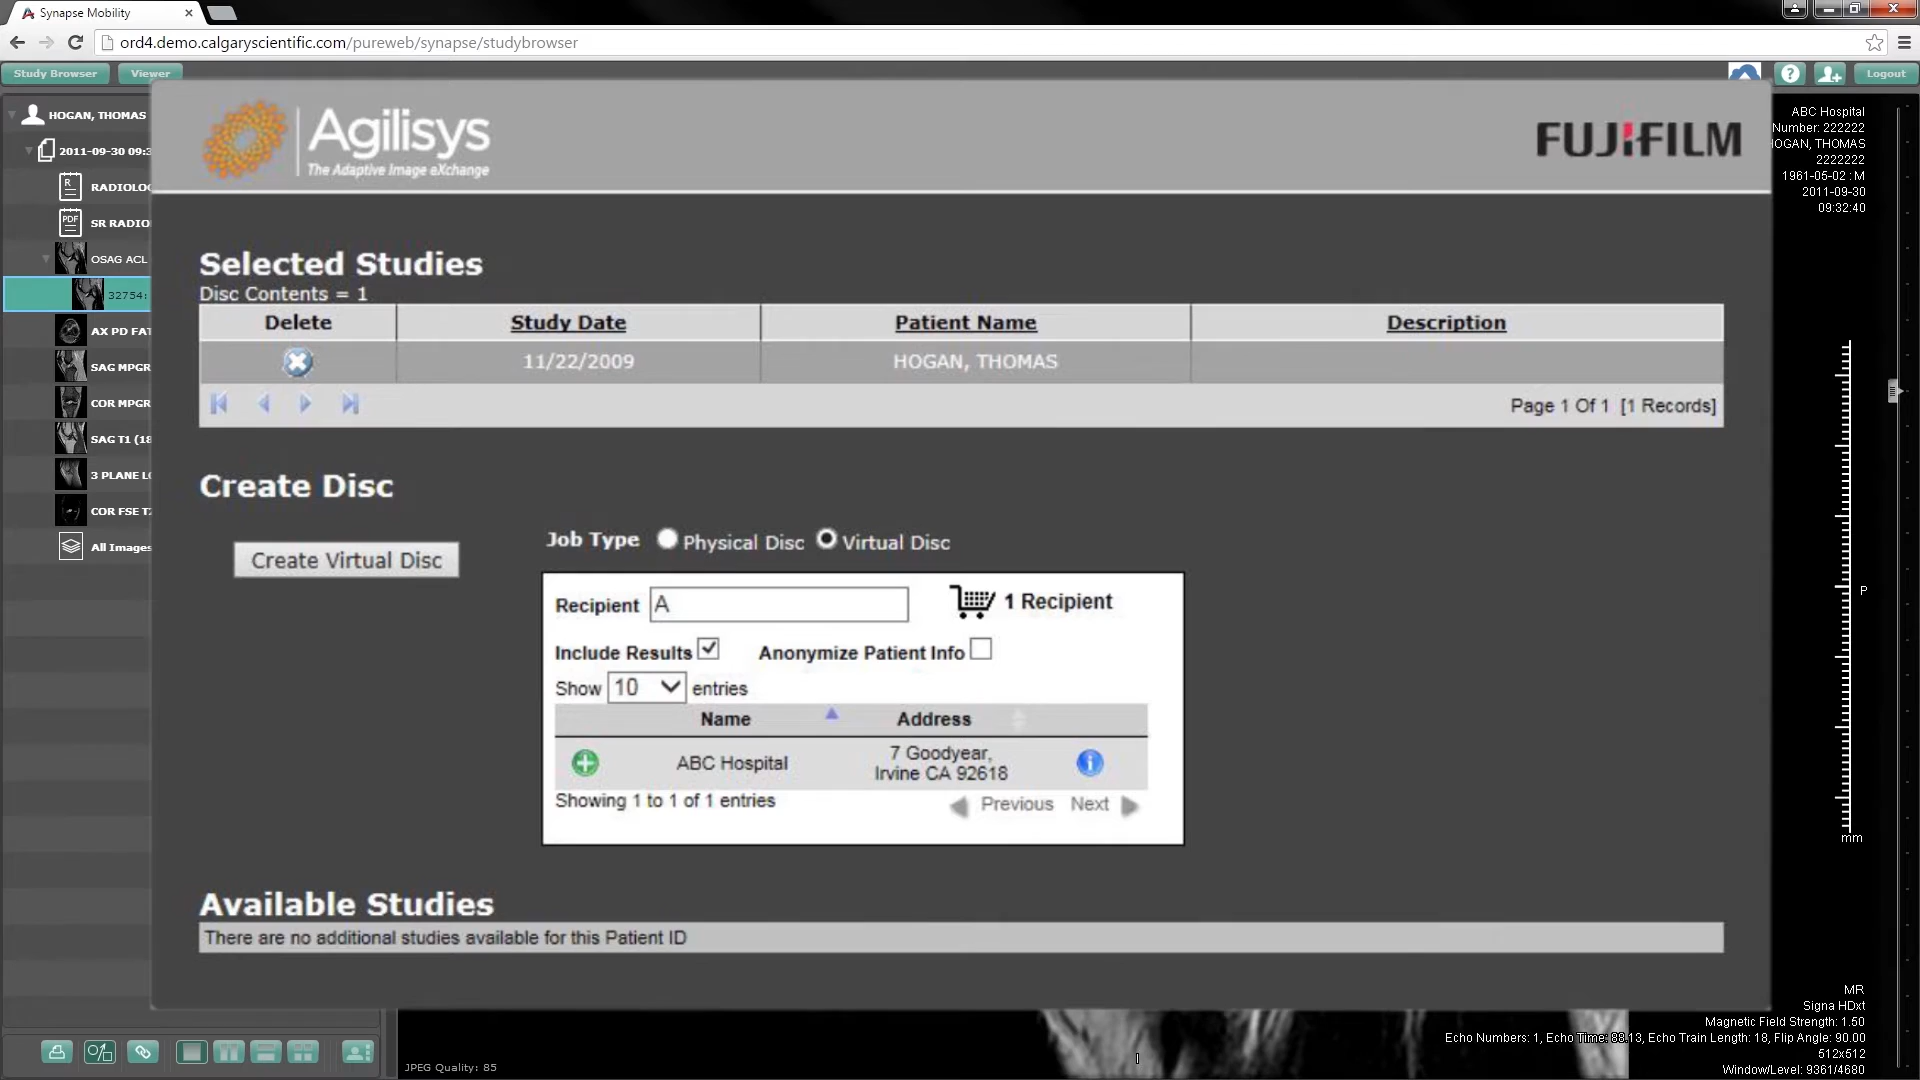 Synapse Mobility
ord4.demo.calgaryscientific.com/pureweb/synapse/studybrowser
Study Browser
Viewer
Logout
HOGAN, THOMAS
2011-09-30 09:3
RADIOLOG
SR RADIO
OSAG ACL
32754:
AX PD FAT
SAG MPGR
COR MPGR
SAG T1 (18
3 PLANE LO
COR FSE T2
All Images
Agilisys
The Adaptive Image eXchange
FUJIFILM
ABC Hospital
Number: 222222
HOGAN, THOMAS
2222222
1961-05-02 : M
2011-09-30
09:32:40
Selected Studies
Disc Contents = 1
Delete Study Date Patient Name Description
11/22/2009 HOGAN, THOMAS
Page 1 Of 1 [1 Records]
Create Disc
Create Virtual Disc
Job Type Physical Disc Virtual Disc
Recipient A 1 Recipient
Include Results Anonymize Patient Info
Show 10 entries
Name Address
ABC Hospital 7 Goodyear,
Irvine CA 92618
Showing 1 to 1 of 1 entries Previous Next
Available Studies
There are no additional studies available for this Patient ID
P
mm
MR
Signa HDxt
Magnetic Field Strength: 1.50
Echo Numbers: 1, Echo Time: 88.13, Echo Train Length: 18, Flip Angle: 90.00
512x512
Window/Level: 9361/4680
JPEG Quality: 85